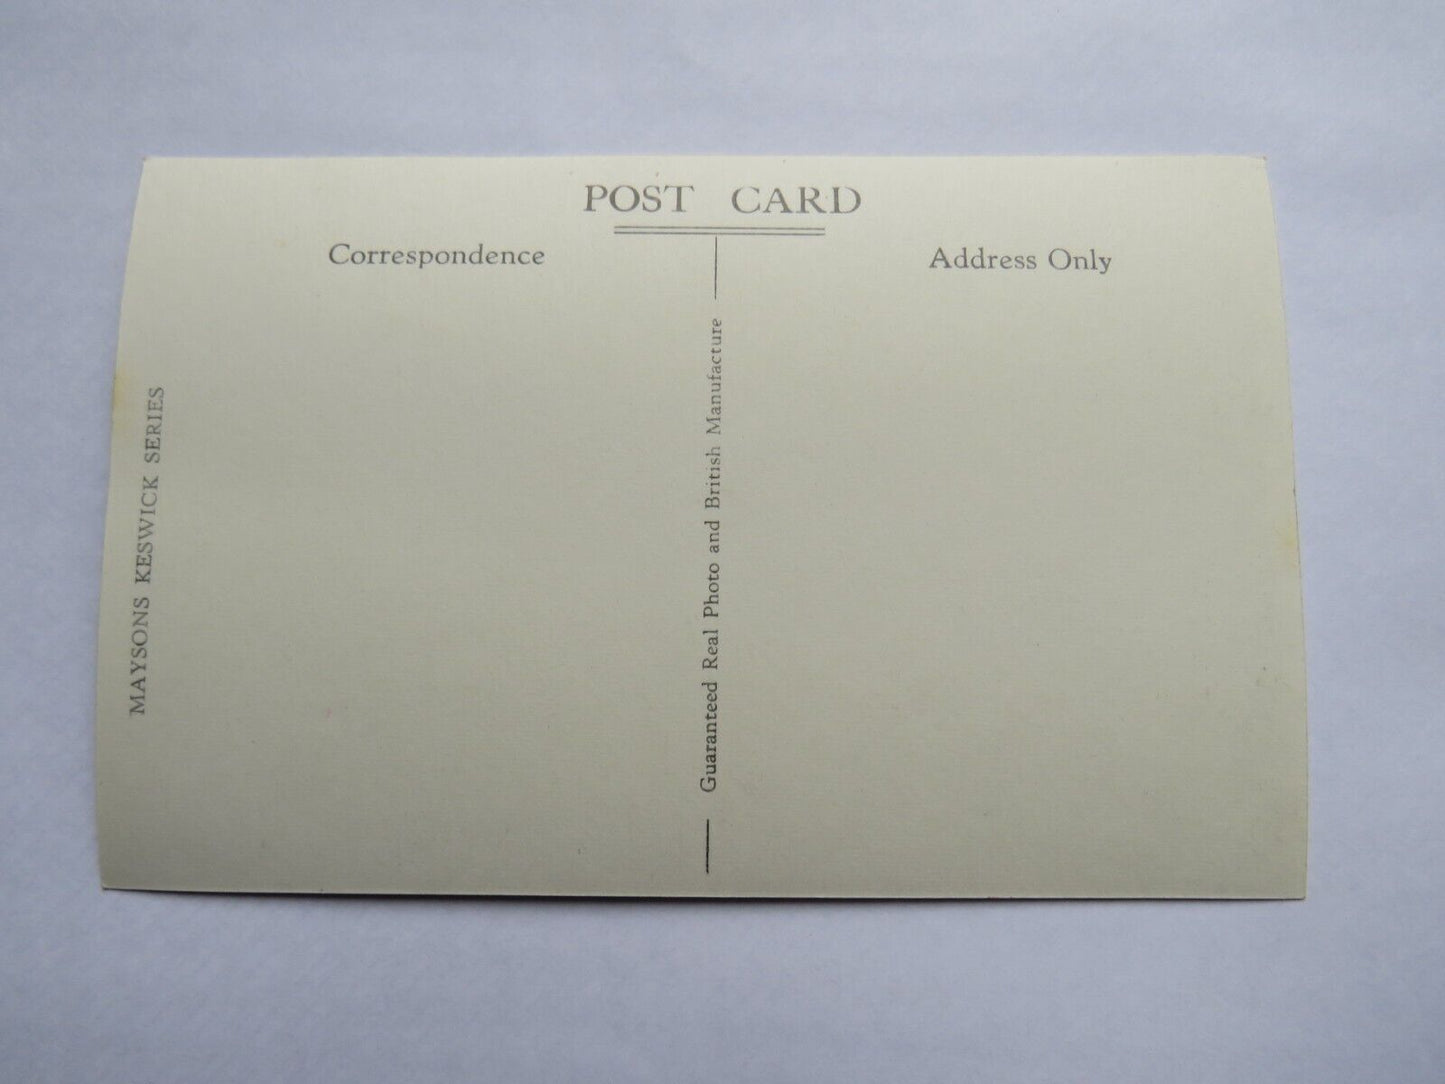 POST CARD
Correspondence
Address Only
MAYSONS KESWICK SERIES
Guaranteed Real Photo and British Manufacture